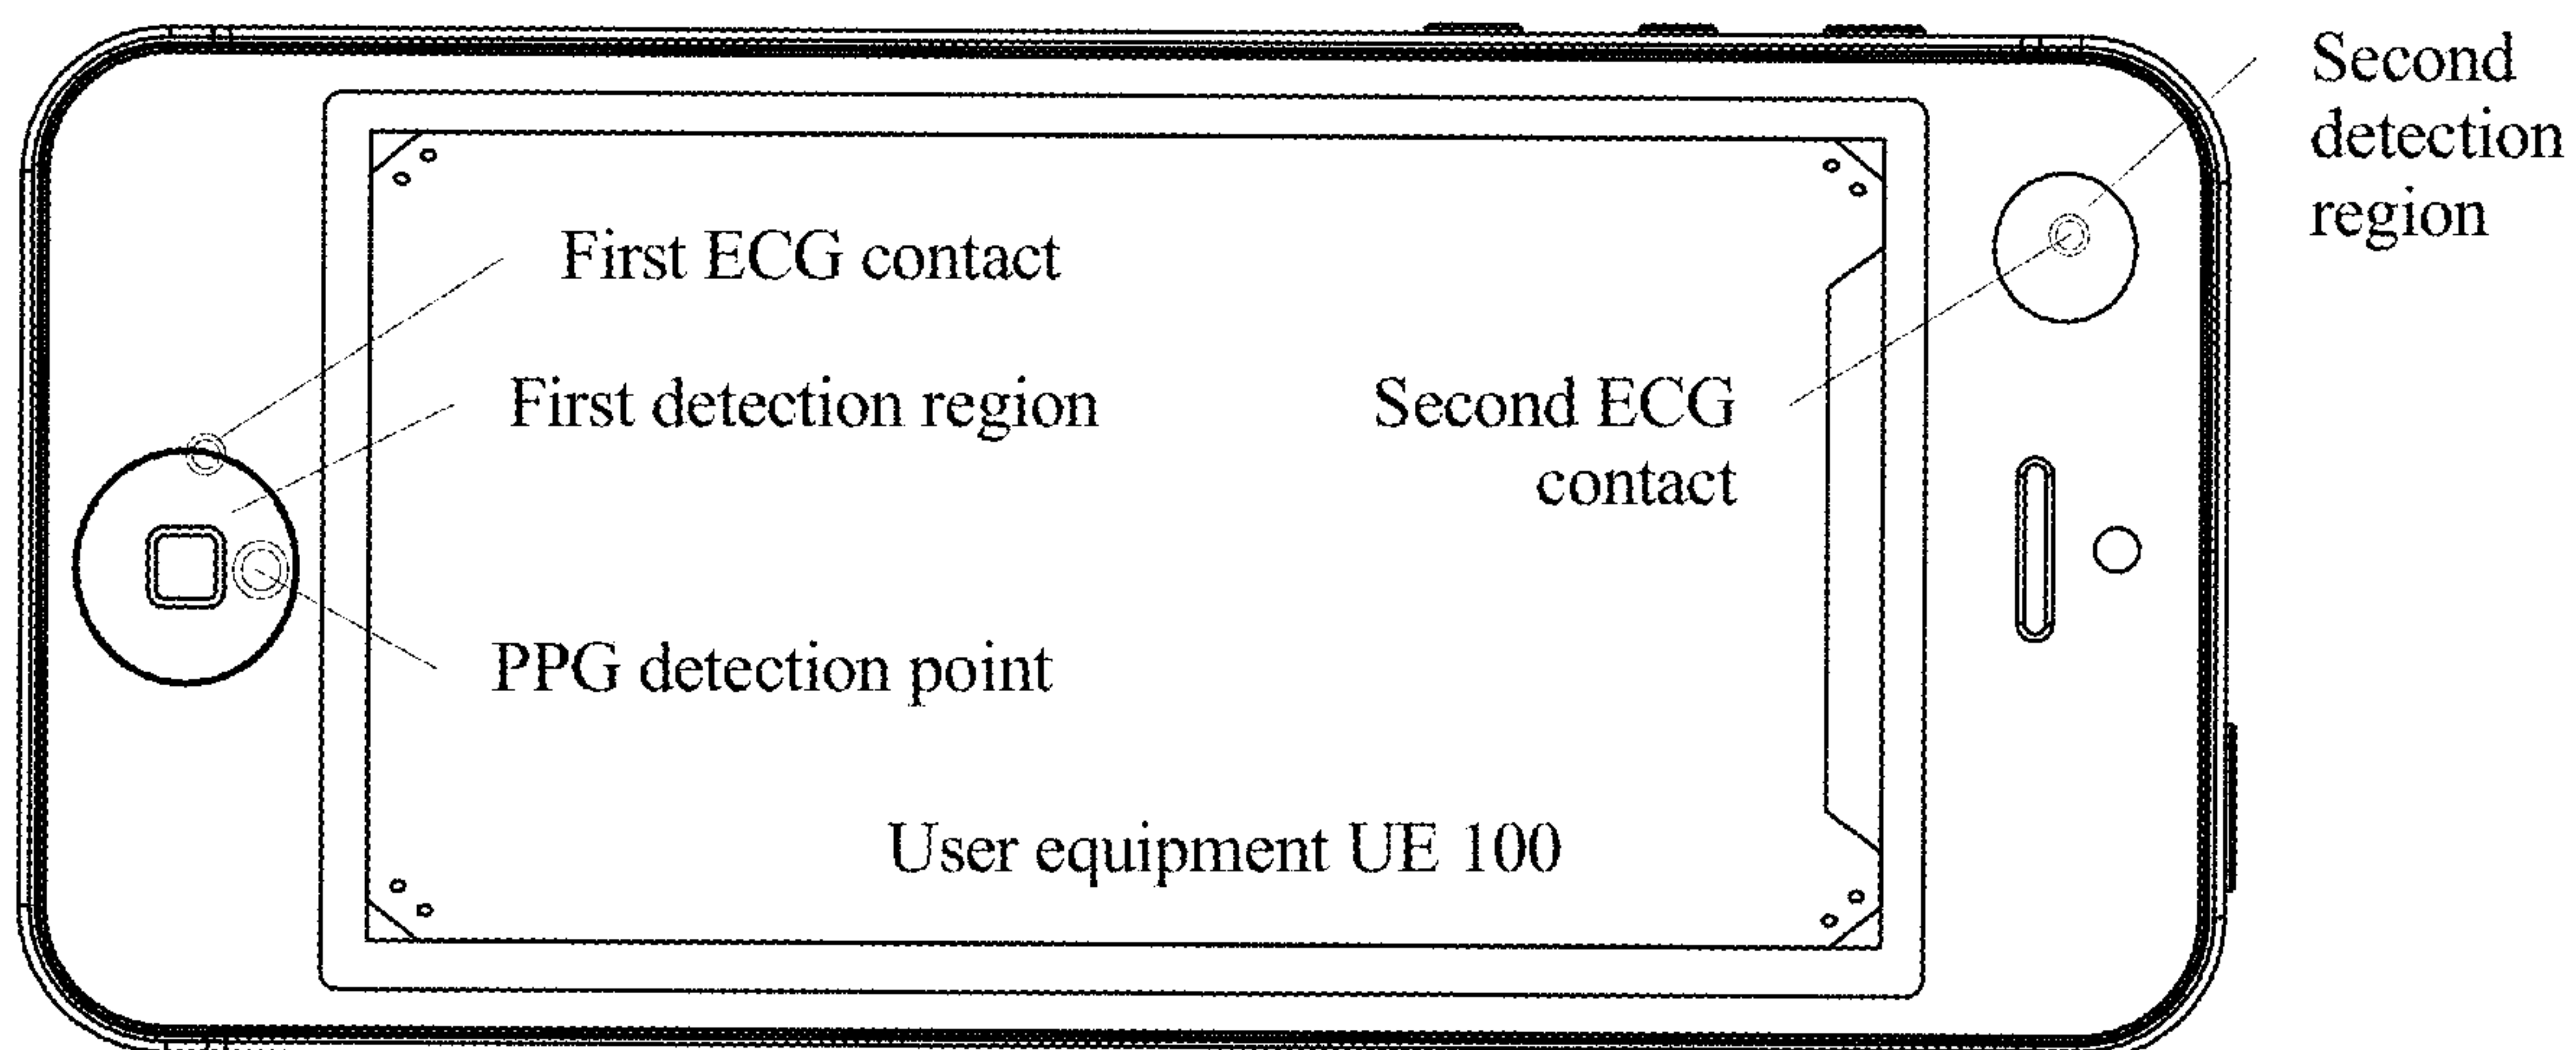 Second
detection
region
First ECG contact
First detection region
Second ECG
contact
PPG detection point
User equipment UE 100